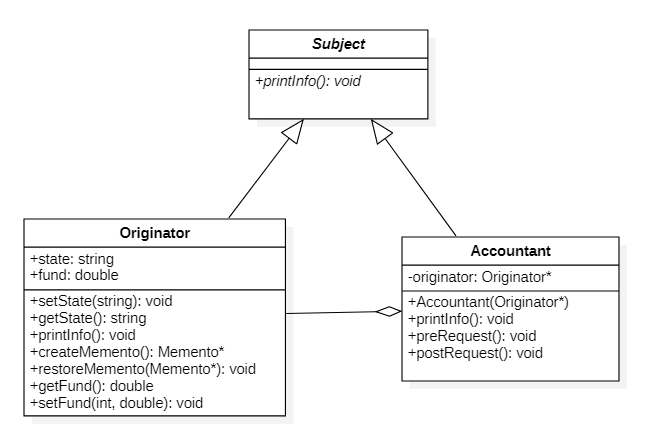 Subject
+printInfo(): void
Originator
+state: string
+fund: double
+setState(string): void
+getState(): string
+printInfo(): void
+createMemento(): Memento*
+restoreMemento(Memento*): void
+getFund(): double
+setFund(int, double): void
Accountant
-originator: Originator*
+Accountant(Originator*)
+printInfo(): void
+preRequest(): void
+postRequest(): void